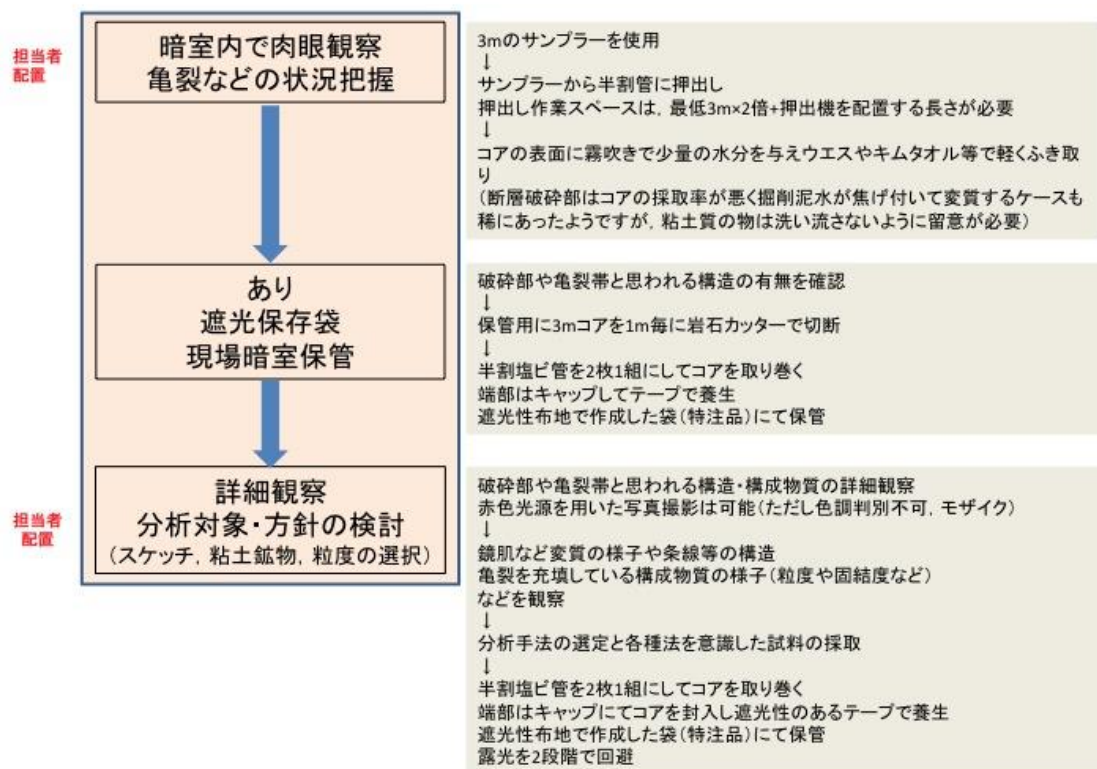 担当者
配置
暗室内で肉眼観察
亀裂などの状況把握
3mのサンプラーを使用
↓
サンプラーから半割管に押出し
押出し作業スペースは，最低3m×2倍+押出機を配置する長さが必要
↓
コアの表面に霧吹きで少量の水分を与えウエスやキムタオル等で軽くふき取
り
（断層破砕部はコアの採取率が悪く掘削泥水が焦げ付いて変質するケースも
稀にあったようですが，粘土質の物は洗い流さないように留意が必要）
あり
遮光保存袋
現場暗室保管
破砕部や亀裂帯と思われる構造の有無を確認
↓
保管用に3mコアを1m毎に岩石カッターで切断
↓
半割塩ビ管を2枚1組にしてコアを取り巻く
端部はキャップしてテープで養生
遮光性布地で作成した袋（特注品）にて保管
担当者
配置
詳細観察
分析対象・方針の検討
（スケッチ，粘土鉱物，粒度の選択）
破砕部や亀裂帯と思われる構造・構成物質の詳細観察
赤色光源を用いた写真撮影は可能（ただし色調判別不可，モザイク）
↓
鏡肌など変質の様子や条線等の構造
亀裂を充填している構成物質の様子（粒度や固結度など）
などを観察
↓
分析手法の選定と各種法を意識した試料の採取
↓
半割塩ビ管を2枚1組にしてコアを取り巻く
端部はキャップにてコアを封入し遮光性のあるテープで養生
遮光性布地で作成した袋（特注品）にて保管
露光を2段階で回避